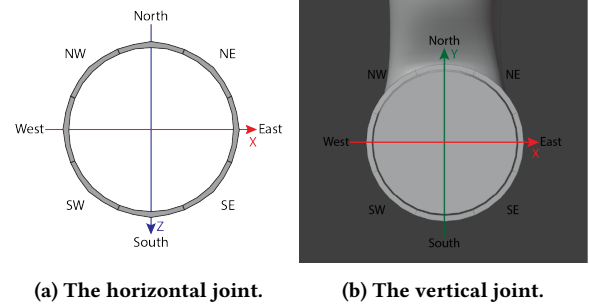 North
NW
NE
West
East
X
SW
SE
Z
South
(a) The horizontal joint.
North
Y
NW
NE
West
East
X
SW
SE
South
(b) The vertical joint.